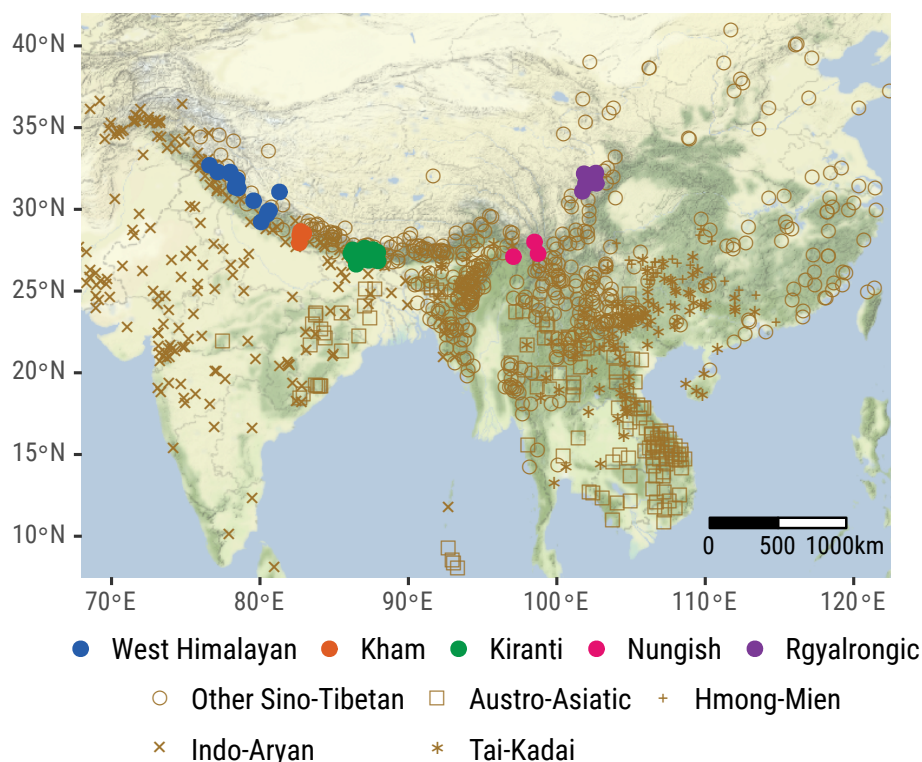 40°N
35°N
30°N
25°N
20°N
15°N
10°N
0 500 1000km
70°E 80°E 90°E 100°E 110°E 120°E
West Himalayan Kham Kiranti Nungish Rgyalrongic
Other Sino-Tibetan Austro-Asiatic Hmong-Mien
Indo-Aryan Tai-Kadai